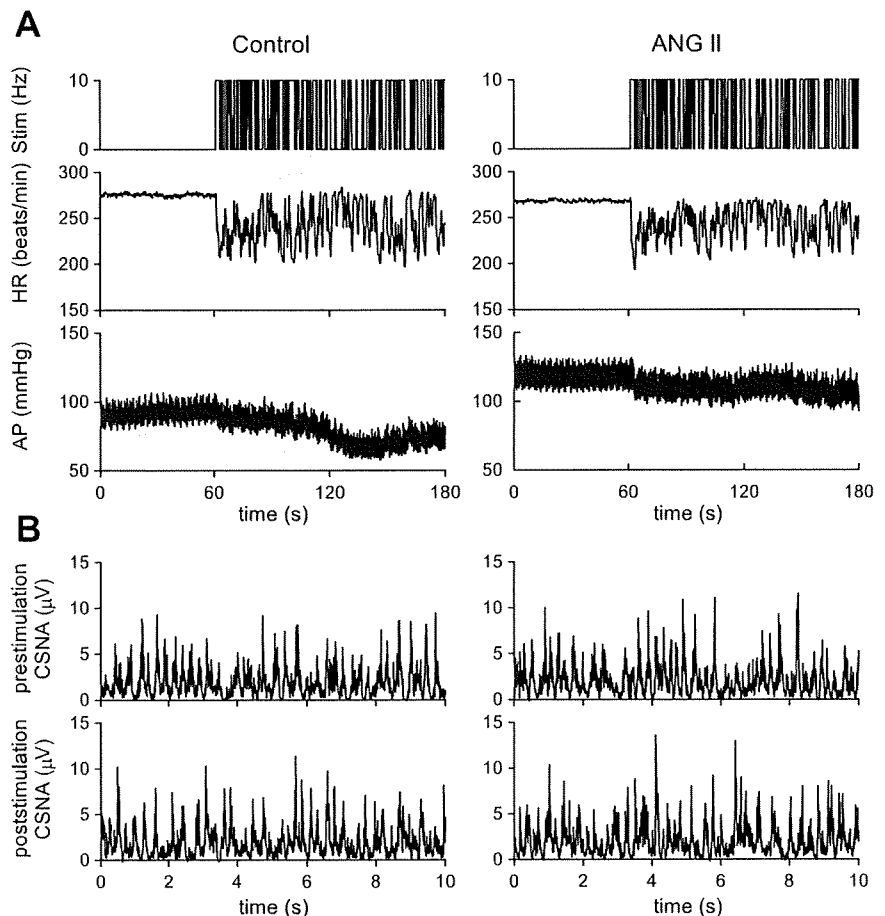 A
Control
ANG II
Stim (Hz)
10
0
10
0
HR (beats/min)
300
250
200
150
300
250
200
150
AP (mmHg)
150
100
50
150
100
50
0 60 120 180
0 60 120 180
time (s)
time (s)
B
prestimulation
CSNA (µV)
15
10
5
0
15
10
5
0
poststimulation
CSNA (µV)
15
10
5
0
15
10
5
0
0 2 4 6 8 10
0 2 4 6 8 10
time (s)
time (s)